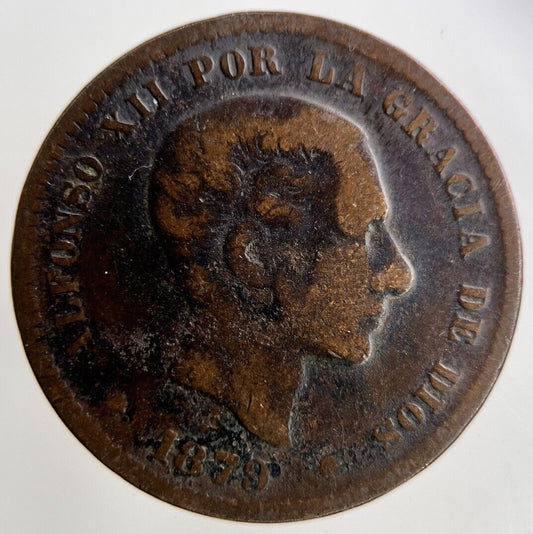 ALFONSO XII POR LA GRACIA DE DIOS
1879